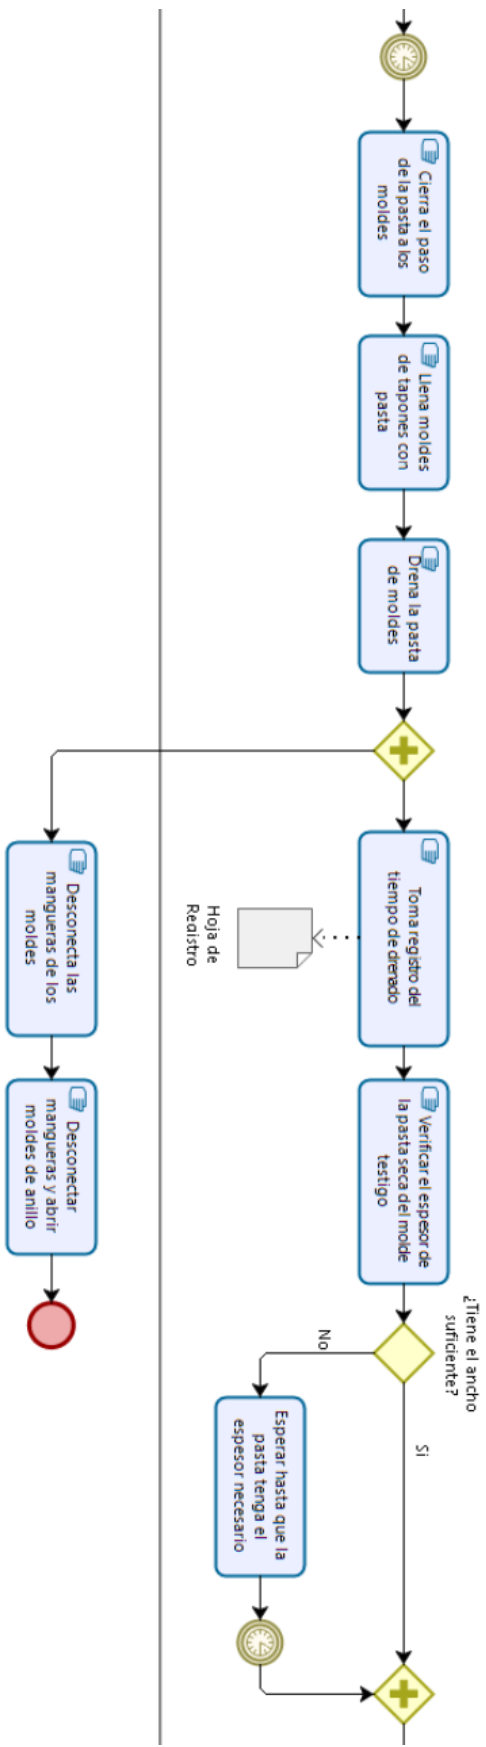 Cierra el paso
de la pasta a los
moldes
Llena moldes
de tapones con
pasta
Drena la pasta
de moldes
Toma registro del
tiempo de drenado
Hoja de
Registro
Verificar el espesor de
la pasta seca del molde
testigo
¿Tiene el ancho
suficiente?
Si
No
Esperar hasta que la
pasta tenga el
espesor necesario
Desconecta las
mangueras de los
moldes
Desconectar
mangueras y abrir
moldes de anillo